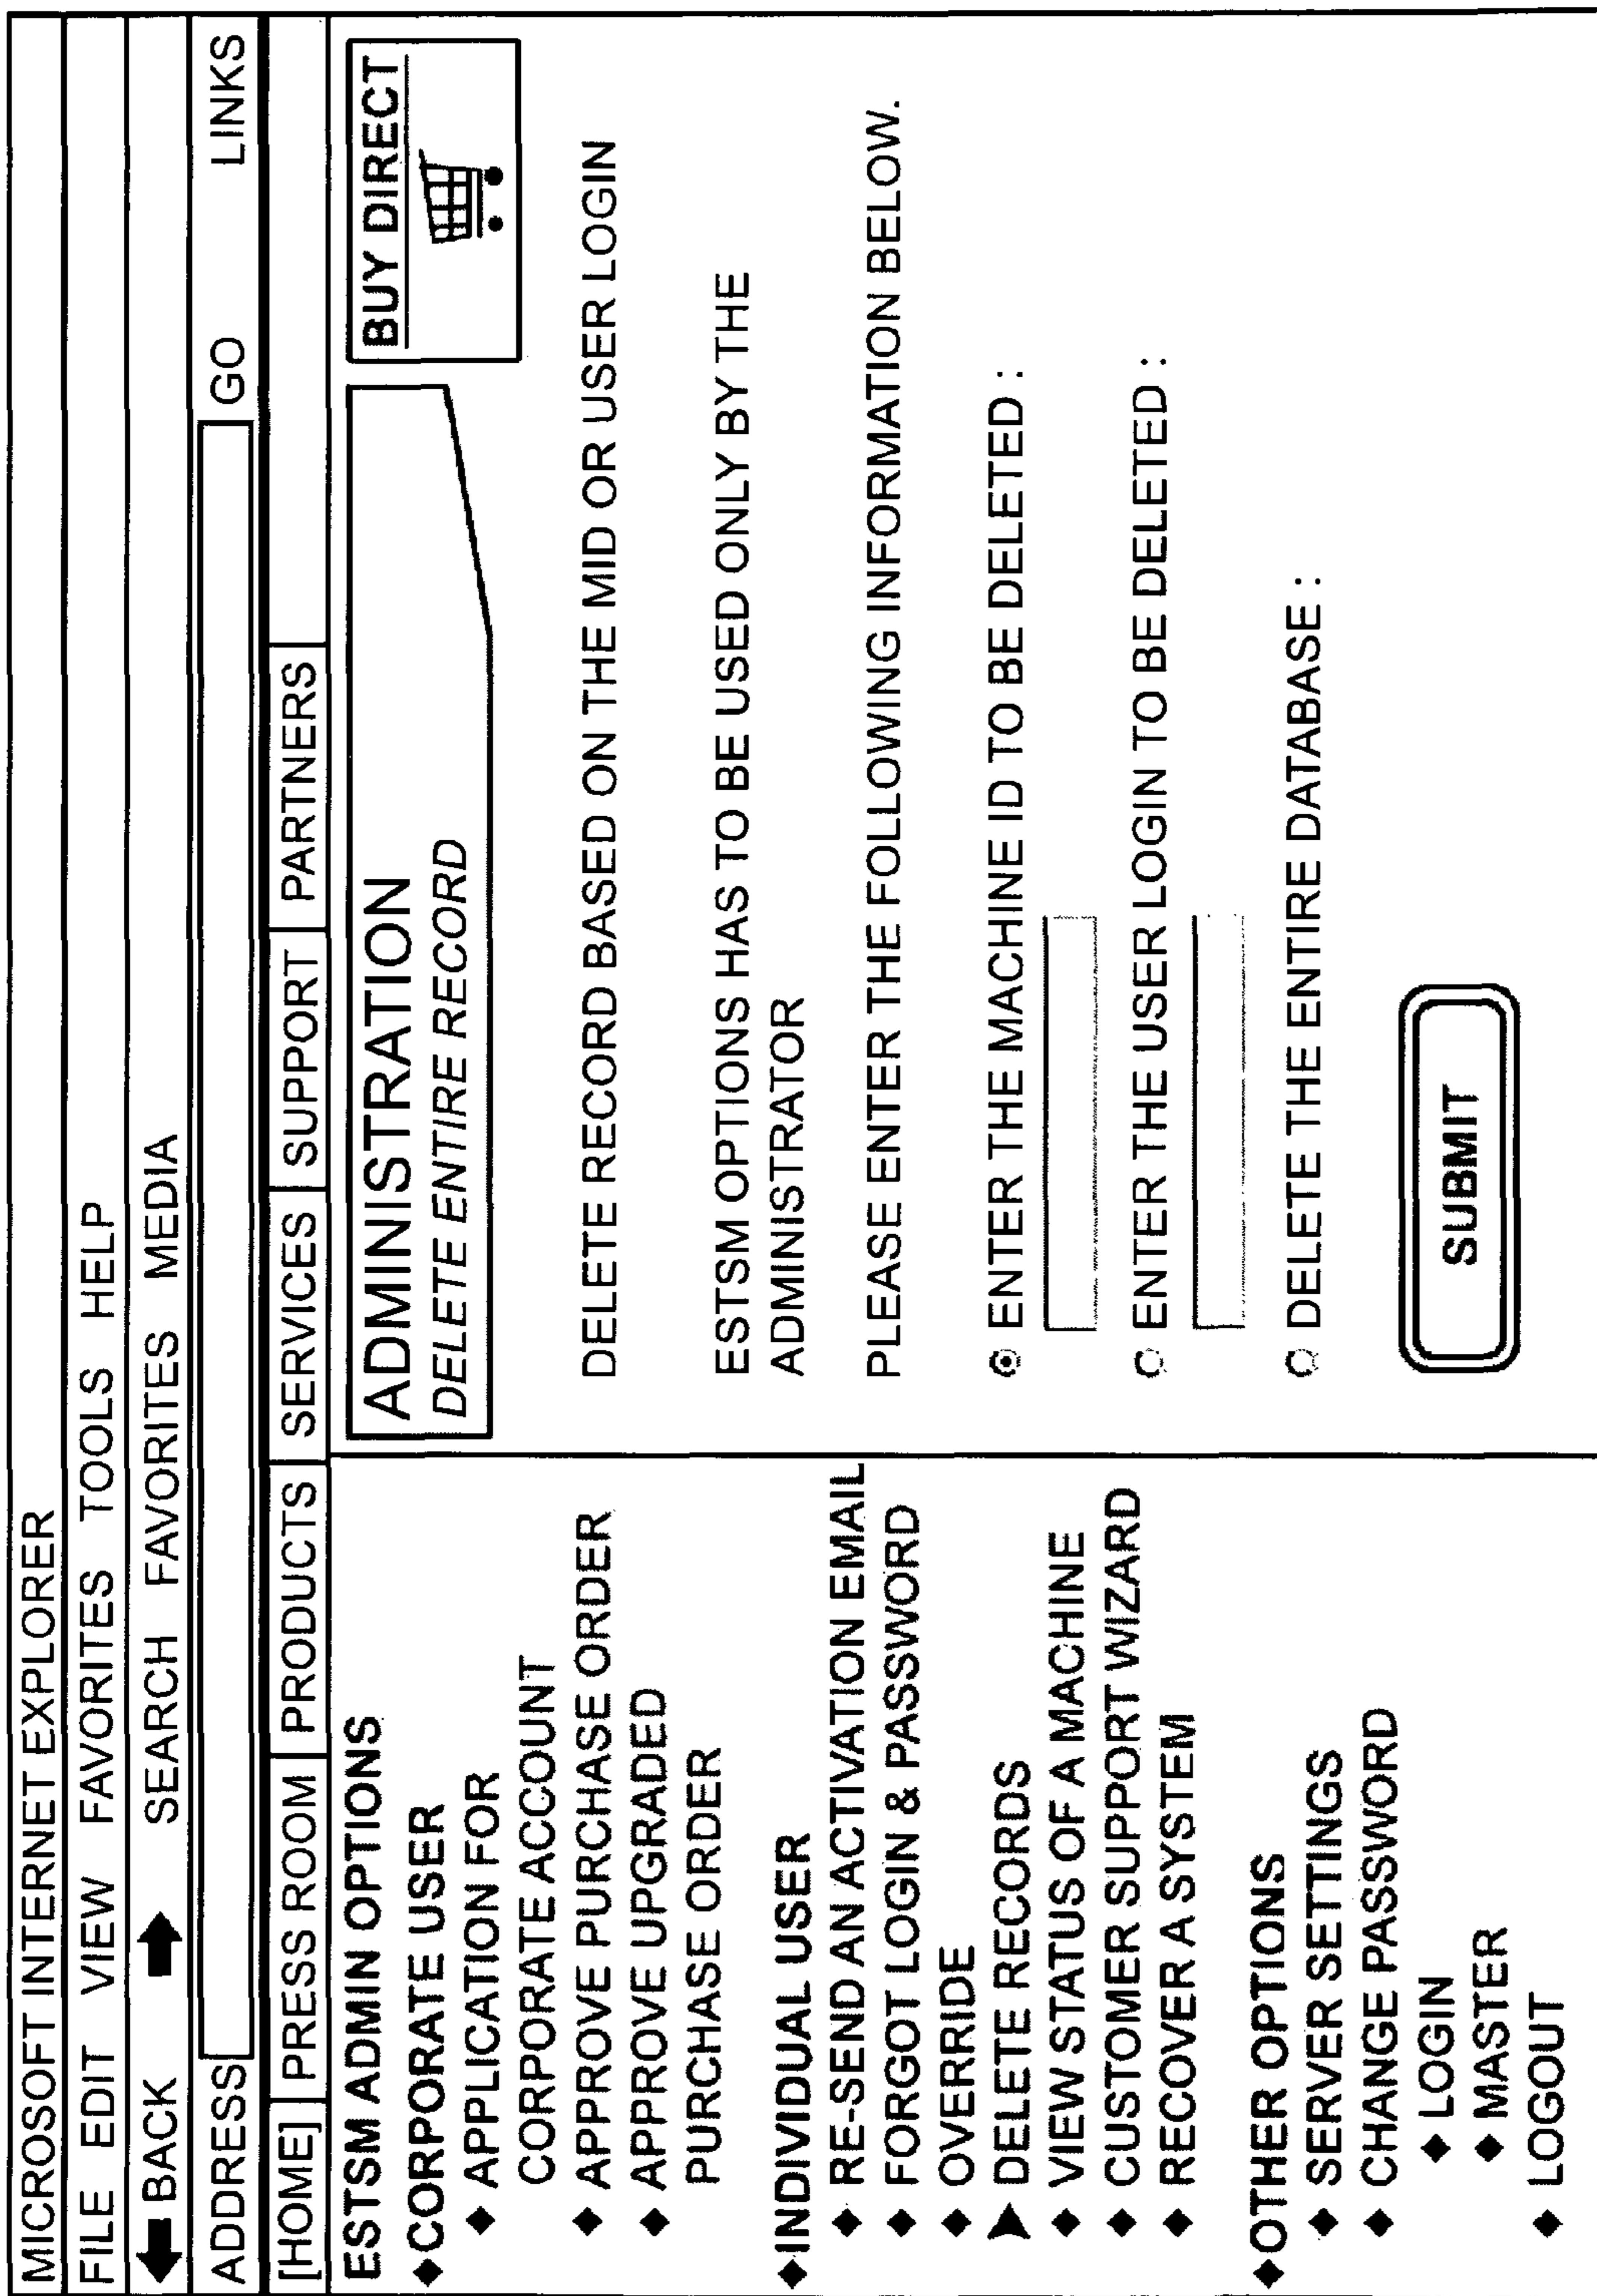 MICROSOFT INTERNET EXPLORER
FILE EDIT VIEW FAVORITES TOOLS HELP
BACK SEARCH FAVORITES MEDIA
ADDRESS GO LINKS
[HOME] PRESS ROOM PRODUCTS SERVICES SUPPORT PARTNERS
ESTSM ADMIN OPTIONS
CORPORATE USER
APPLICATION FOR
CORPORATE ACCOUNT
APPROVE PURCHASE ORDER
APPROVE UPGRADED
PURCHASE ORDER
INDIVIDUAL USER
RE-SEND AN ACTIVATION EMAIL
FORGOT LOGIN & PASSWORD
OVERRIDE
DELETE RECORDS
VIEW STATUS OF A MACHINE
CUSTOMER SUPPORT WIZARD
RECOVER A SYSTEM
OTHER OPTIONS
SERVER SETTINGS
CHANGE PASSWORD
LOGIN
MASTER
LOGOUT
ADMINISTRATION
DELETE ENTIRE RECORD
BUY DIRECT
DELETE RECORD BASED ON THE MID OR USER LOGIN
ESTSM OPTIONS HAS TO BE USED ONLY BY THE
ADMINISTRATOR
PLEASE ENTER THE FOLLOWING INFORMATION BELOW.
ENTER THE MACHINE ID TO BE DELETED :
ENTER THE USER LOGIN TO BE DELETED :
DELETE THE ENTIRE DATABASE :
SUBMIT